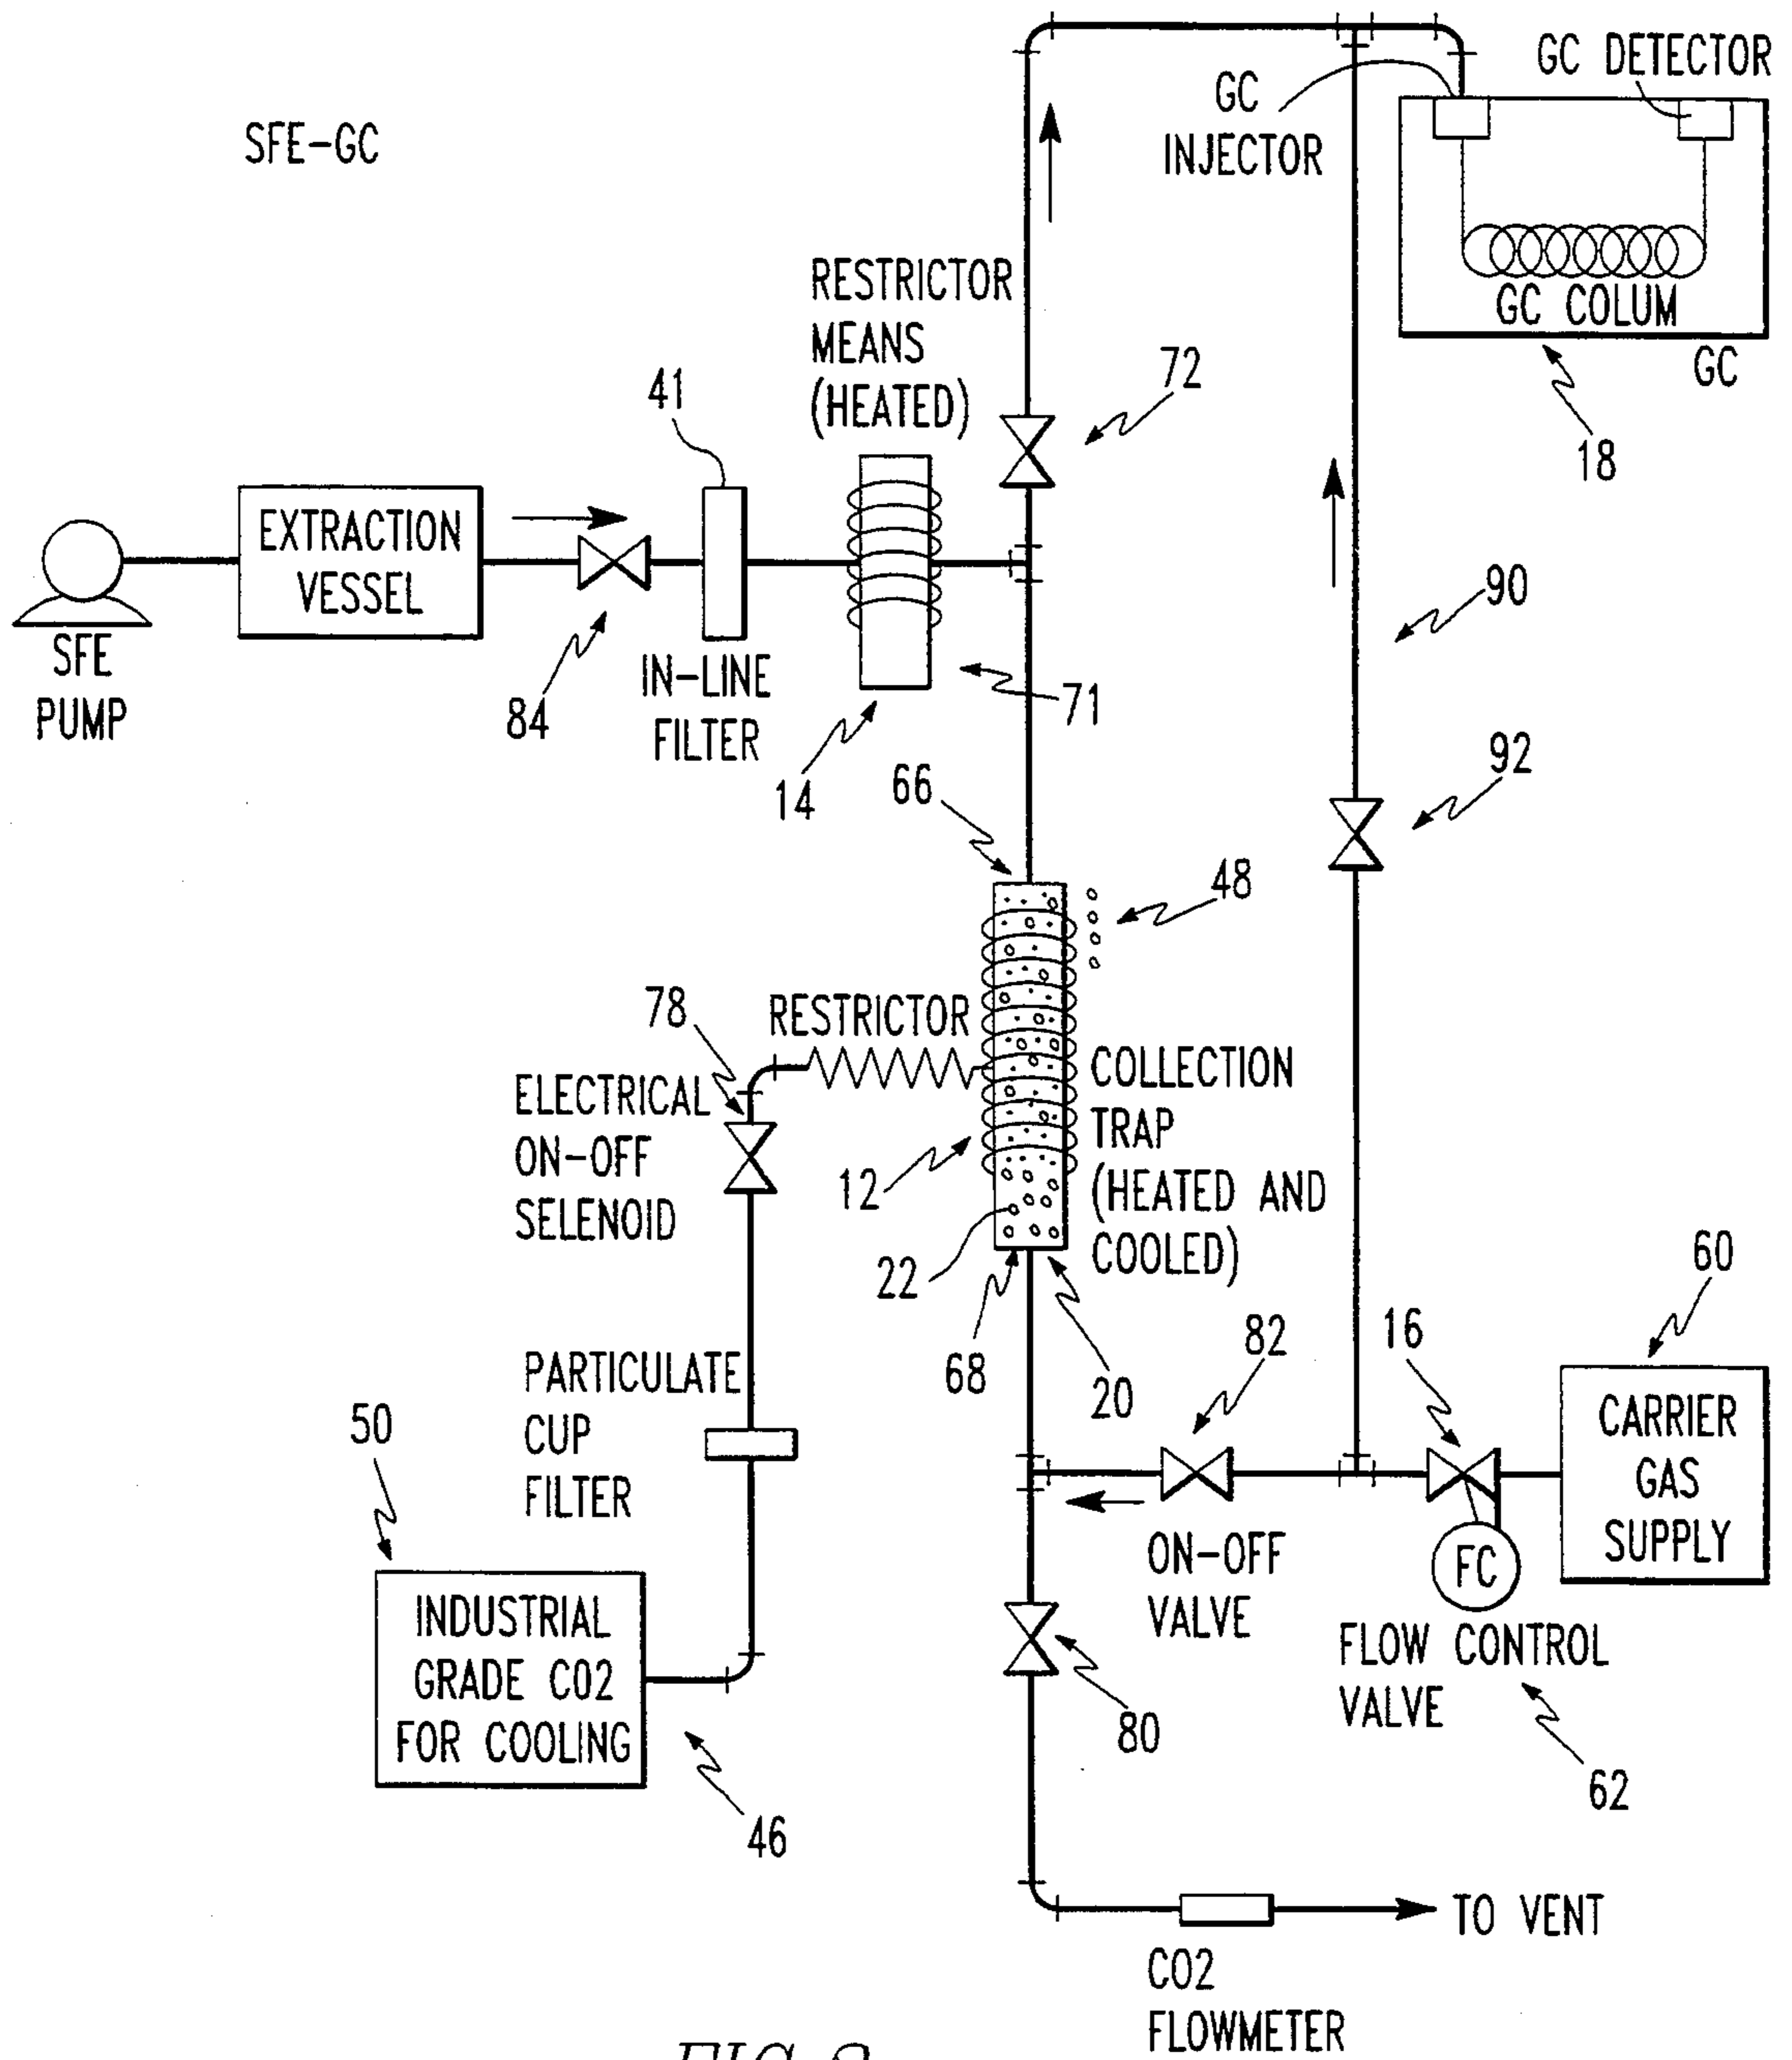 SFE-GC
GC
INJECTOR
GC DETECTOR
GC COLUM
GC
18
RESTRICTOR
MEANS
(HEATED)
72
41
EXTRACTION
VESSEL
SFE
PUMP
84
IN-LINE
FILTER
14
71
90
92
66
48
78
RESTRICTOR
ELECTRICAL
ON-OFF
SELENOID
12
22
COLLECTION
TRAP
(HEATED AND
COOLED)
68
20
82
16
60
CARRIER
GAS
SUPPLY
PARTICULATE
CUP
FILTER
50
INDUSTRIAL
GRADE CO2
FOR COOLING
46
ON-OFF
VALVE
FC
FLOW CONTROL
VALVE
62
80
TO VENT
CO2
FLOWMETER